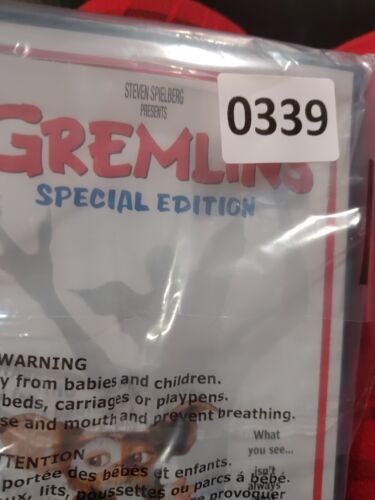 STEVEN SPIELBERG
PRESENTS
0339
GREMLINS
SPECIAL EDITION
WARNING
y from babies and children.
beds, carriages or playpens.
se and mouth and prevent breathing.
What
you see...
TTENTION
isn't
portée des bébés et enfants.
always
ux, lits, poussettes ou parcs à bébé.
provoquer